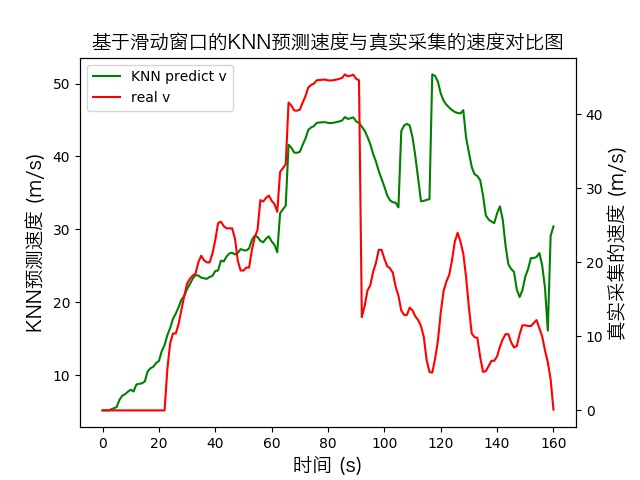 基于滑动窗口的KNN预测速度与真实采集的速度对比图
KNN predict v
real v
KNN预测速度 (m/s)
50
40
30
20
10
真实采集的速度 (m/s)
40
30
20
10
0
0 20 40 60 80 100 120 140 160
时间 (s)